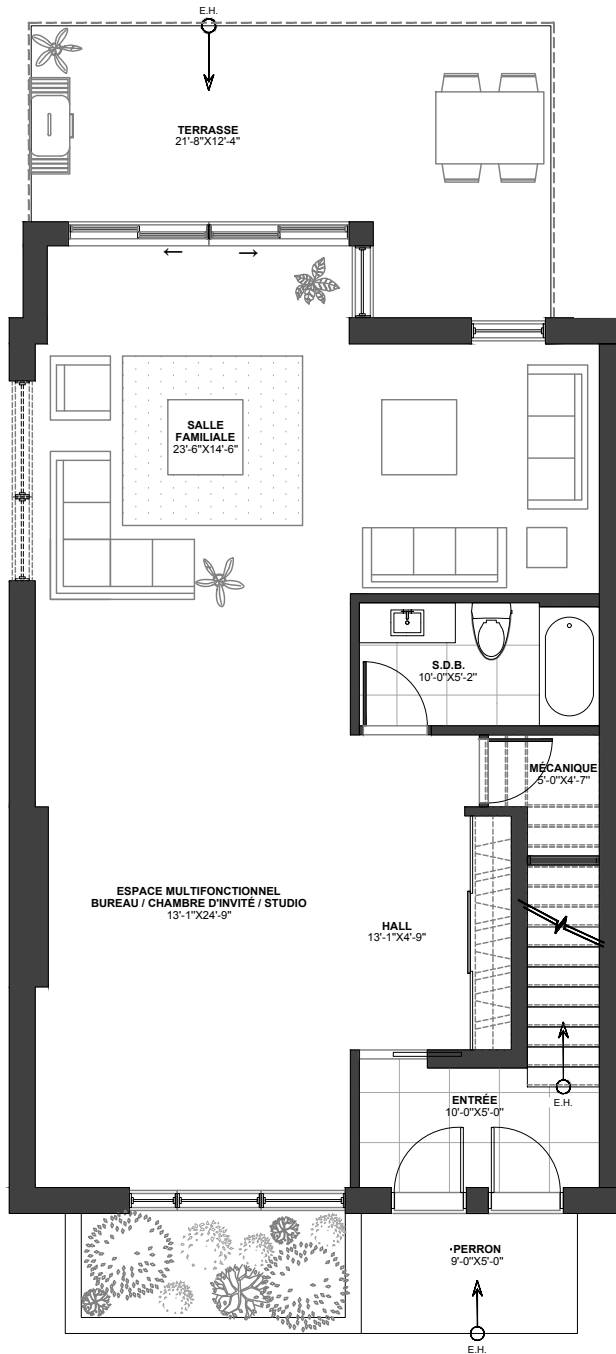 E.H.
TERRASSE
21'-8"X12'-4"
SALLE
FAMILIALE
23'-6"X14'-6"
S.D.B.
10'-0"X5'-2"
MÉCANIQUE
5'-0"X4'-7"
ESPACE MULTIFONCTIONNEL
BUREAU / CHAMBRE D'INVITÉ / STUDIO
13'-1"X24'-9"
HALL
13'-1"X4'-9"
ENTRÉE
10'-0"X5'-0"
E.H.
PERRON
9'-0"X5'-0"
E.H.